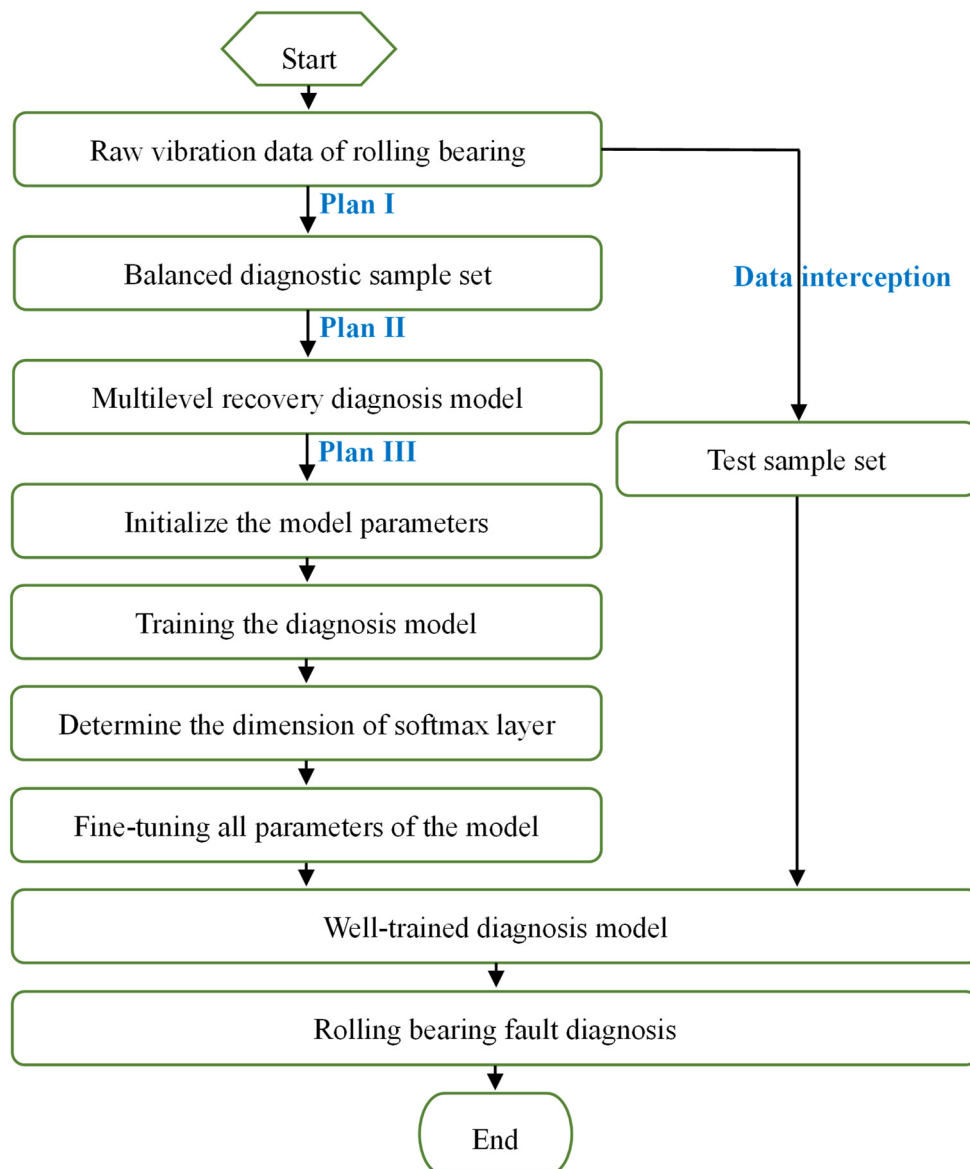 Start
Raw vibration data of rolling bearing
Plan I
Balanced diagnostic sample set
Data interception
Plan II
Multilevel recovery diagnosis model
Plan III
Test sample set
Initialize the model parameters
Training the diagnosis model
Determine the dimension of softmax layer
Fine-tuning all parameters of the model
Well-trained diagnosis model
Rolling bearing fault diagnosis
End